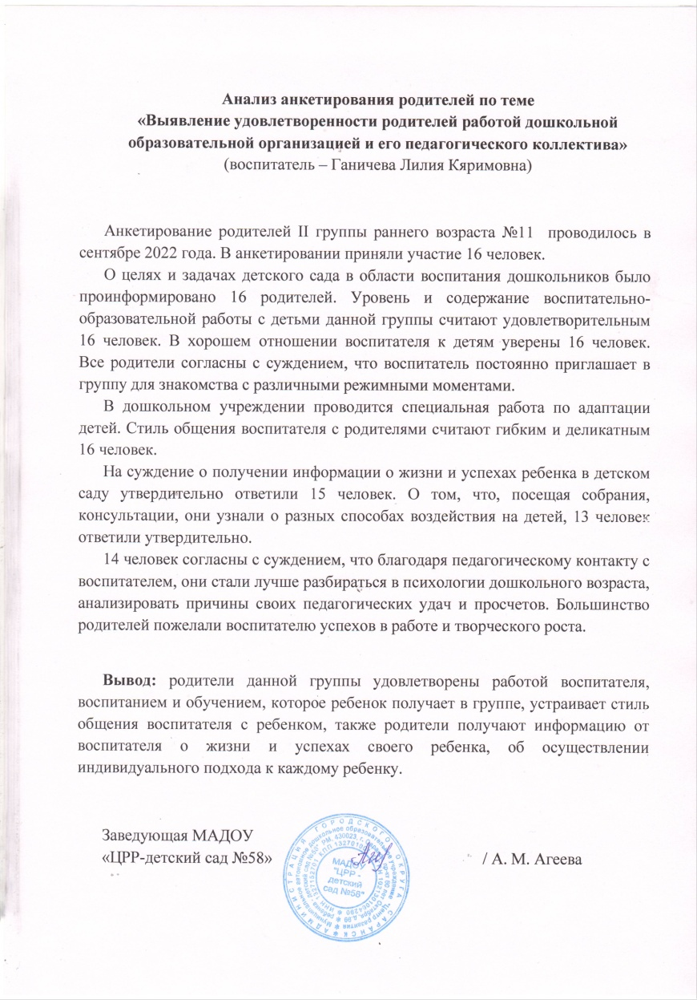 Анализ анкетирования родителей по теме
«Выявление удовлетворенности родителей работой дошкольной
образовательной организацией и его педагогического коллектива»
(воспитатель – Ганичева Лилия Кяримовна)
Анкетирование родителей II группы раннего возраста №11 проводилось в
сентябре 2022 года. В анкетировании приняли участие 16 человек.
О целях и задачах детского сада в области воспитания дошкольников было
проинформировано 16 родителей. Уровень и содержание воспитательно-
образовательной работы с детьми данной группы считают удовлетворительным
16 человек. В хорошем отношении воспитателя к детям уверены 16 человек.
Все родители согласны с суждением, что воспитатель постоянно приглашает в
группу для знакомства с различными режимными моментами.
В дошкольном учреждении проводится специальная работа по адаптации
детей. Стиль общения воспитателя с родителями считают гибким и деликатным
16 человек.
На суждение о получении информации о жизни и успехах ребенка в детском
саду утвердительно ответили 15 человек. О том, что, посещая собрания,
консультации, они узнали о разных способах воздействия на детей, 13 человек
ответили утвердительно.
14 человек согласны с суждением, что благодаря педагогическому контакту с
воспитателем, они стали лучше разбираться в психологии дошкольного возраста,
анализировать причины своих педагогических удач и просчетов. Большинство
родителей пожелали воспитателю успехов в работе и творческого роста.
Вывод: родители данной группы удовлетворены работой воспитателя,
воспитанием и обучением, которое ребенок получает в группе, устраивает стиль
общения воспитателя с ребенком, также родители получают информацию от
воспитателя о жизни и успехах своего ребенка, об осуществлении
индивидуального подхода к каждому ребенку.
Заведующая МАДОУ
«ЦРР-детский сад №58» / А. М. Агеева
АДМИНИСТРАЦИЯ ГОРОДСКОГО ОКРУГА САРАНСК
МАДОУ
"ЦРР -
детский
сад №58"